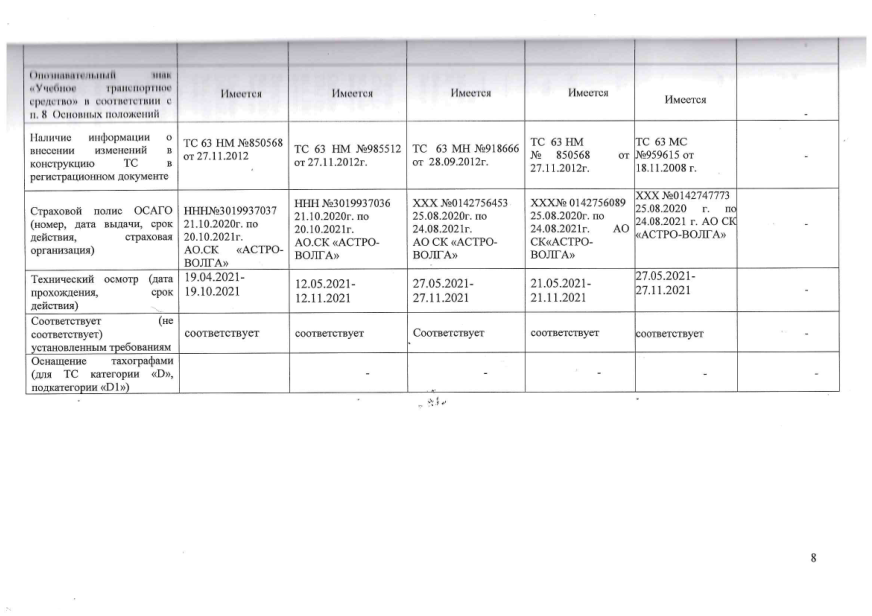 Опознавательный знак
«Учебное транспортное
средство» в соответствии с
п. 8 Основных положений
Имеется
Имеется
Имеется
Имеется
Имеется
-
Наличие информации о
внесении изменений в
конструкцию ТС в
регистрационном документе
ТС 63 НМ №850568
от 27.11.2012
ТС 63 НМ №985512
от 27.11.2012г.
ТС 63 МН №918666
от 28.09.2012г.
ТС 63 НМ
№ 850568 от
27.11.2012г.
ТС 63 МС
№959615 от
18.11.2008 г.
-
Страховой полис ОСАГО
(номер, дата выдачи, срок
действия, страховая
организация)
ННН№3019937037
21.10.2020г. по
20.10.2021г.
АО.СК «АСТРО-
ВОЛГА»
ННН №3019937036
21.10.2020г. по
20.10.2021г.
АО.СК «АСТРО-
ВОЛГА»
ХХХ №0142756453
25.08.2020г. по
24.08.2021г.
АО СК «АСТРО-
ВОЛГА»
ХХХ№ 0142756089
25.08.2020г. по
24.08.2021г. АО
СК«АСТРО-
ВОЛГА»
ХХХ №0142747773
25.08.2020 г. по
24.08.2021 г. АО СК
«АСТРО-ВОЛГА»
-
Технический осмотр (дата
прохождения, срок
действия)
19.04.2021-
19.10.2021
12.05.2021-
12.11.2021
27.05.2021-
27.11.2021
21.05.2021-
21.11.2021
27.05.2021-
27.11.2021
-
Соответствует (не
соответствует)
установленным требованиям
соответствует
соответствует
Соответствует
соответствует
соответствует
-
Оснащение тахографами
(для ТС категории «D»,
подкатегории «D1»)
-
-
-
-
-
8